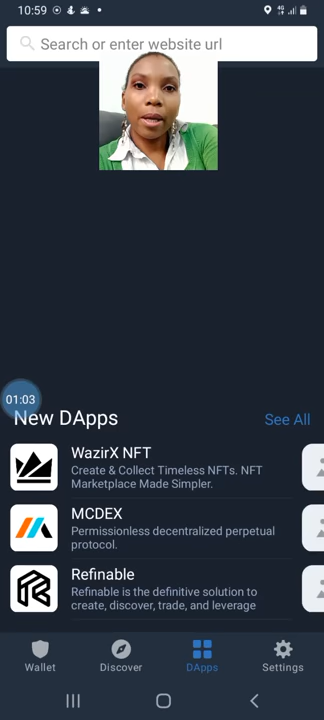 10:59
4G
Search or enter website url
01:03
New DApps
See All
WazirX NFT
Create & Collect Timeless NFTs. NFT
Marketplace Made Simpler.
MCDEX
Permissionless decentralized perpetual
protocol.
Refinable
Refinable is the definitive solution to
create, discover, trade, and leverage
Wallet
Discover
DApps
Settings